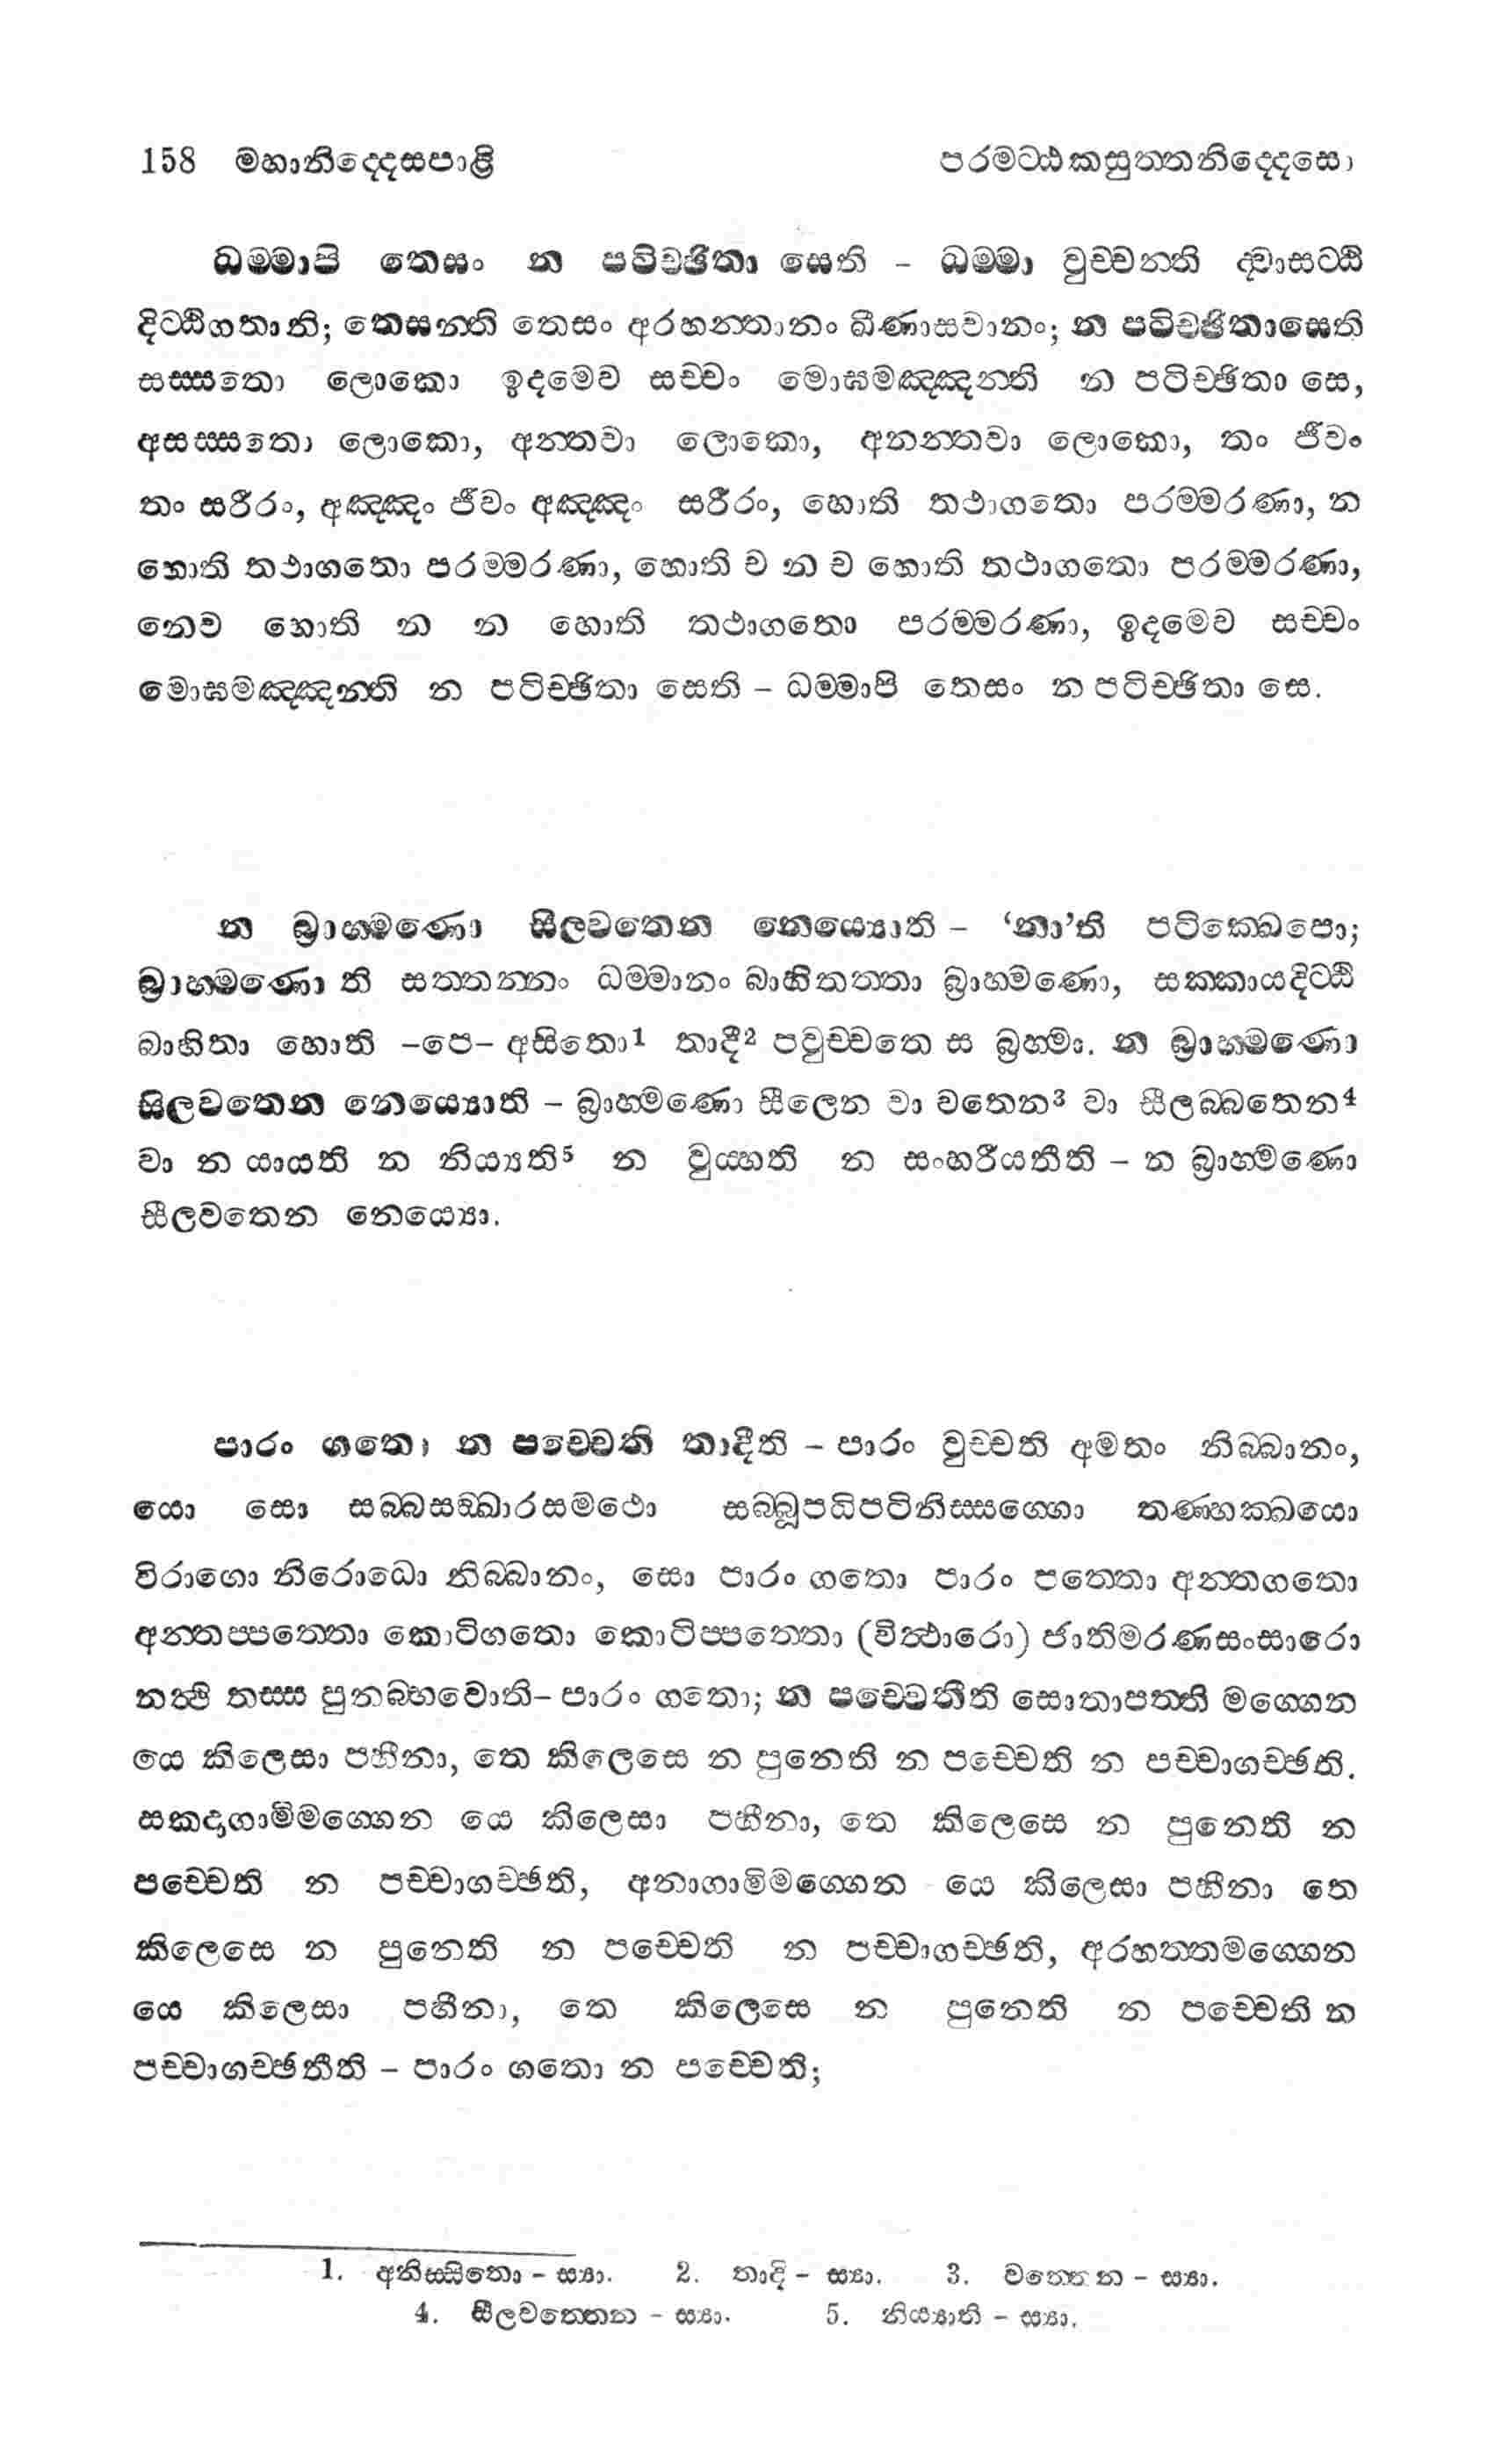 158 මහානිද්දෙසපාළි පරමට්ඨකසුත්තනිද්දෙසො
ධම්මාපි තෙසං න පටිච්ඡිතා සෙති – ධම්මා වුච්චන්ති ද්වාසට්ඨි
දිට්ඨිගතානි; තෙසන්ති තෙසං අරහන්තානං ඛීණාසවානං; න පටිච්ඡිතාසෙති
සස්සතො ලොකො ඉදමෙව සච්චං මොඝමඤ්ඤන්ති න පටිච්ඡිතා සෙ,
අසස්සතො ලොකො, අන්තවා ලොකො, අනන්තවා ලොකො, තං ජීවං
තං සරීරං, අඤ්ඤං ජීවං අඤ්ඤං සරීරං, හොති තථාගතො පරම්මරණා, න
හොති තථාගතො පරම්මරණා, හොති ච න ච හොති තථාගතො පරම්මරණා,
නෙව හොති න න හොති තථාගතො පරම්මරණා, ඉදමෙව සච්චං
මොඝමඤ්ඤන්ති න පටිච්ඡිතා සෙති – ධම්මාපි තෙසං න පටිච්ඡිතා සෙ.
න බ්‍රාහ්මණො සීලවතෙන නෙය්‍යොති – ‘නා’ති පටික්ඛෙපො;
බ්‍රාහ්මණො ති සත්තන්නං ධම්මානං බාහිතත්තා බ්‍රාහ්මණො, සක්කායදිට්ඨි
බාහිතා හොති –පෙ– අසිතො1 තාදී2 පවුච්චතෙ ස බ්‍රහ්මා. න බ්‍රාහ්මණො
සීලවතෙන නෙය්‍යොති – බ්‍රාහ්මණො සීලෙන වා වතෙන3 වා සීලබ්බතෙන4
වා න යායති න නිය්‍යති5 න වුය්හති න සංහරීයතීති – න බ්‍රාහ්මණො
සීලවතෙන නෙය්‍යො.
පාරං ගතො න පච්චෙති තාදීති – පාරං වුච්චති අමතං නිබ්බානං,
යො සො සබ්බසඞ්ඛාරසමථො සබ්බූපධිපටිනිස්සග්ගො තණ්හක්ඛයො
විරාගො නිරොධො නිබ්බානං, සො පාරං ගතො පාරං පත්තො අන්තගතො
අන්තප්පත්තො කොටිගතො කොටිප්පත්තො (විත්ථාරො) ජාතිමරණසංසාරො
නත්ථි තස්ස පුනබ්භවොති– පාරං ගතො; න පච්චෙතීති සොතාපත්ති මග්ගෙන
යෙ කිලෙසා පහීනා, තෙ කිලෙසෙ න පුනෙති න පච්චෙති න පච්චාගච්ඡති.
සකදාගාමිමග්ගෙන යෙ කිලෙසා පහීනා, තෙ කිලෙසෙ න පුනෙති න
පච්චෙති න පච්චාගච්ඡති, අනාගාමිමග්ගෙන යෙ කිලෙසා පහීනා තෙ
කිලෙසෙ න පුනෙති න පච්චෙති න පච්චාගච්ඡති, අරහත්තමග්ගෙන
යෙ කිලෙසා පහීනා, තෙ කිලෙසෙ න පුනෙති න පච්චෙති න
පච්චාගච්ඡතීති – පාරං ගතො න පච්චෙති;
1. අනිස්සිතො – ස්‍යා. 2. තාදි – ස්‍යා. 3. වත්තෙන – ස්‍යා.
4. සීලවත්තෙන – ස්‍යා. 5. නිය්‍යාති – ස්‍යා.